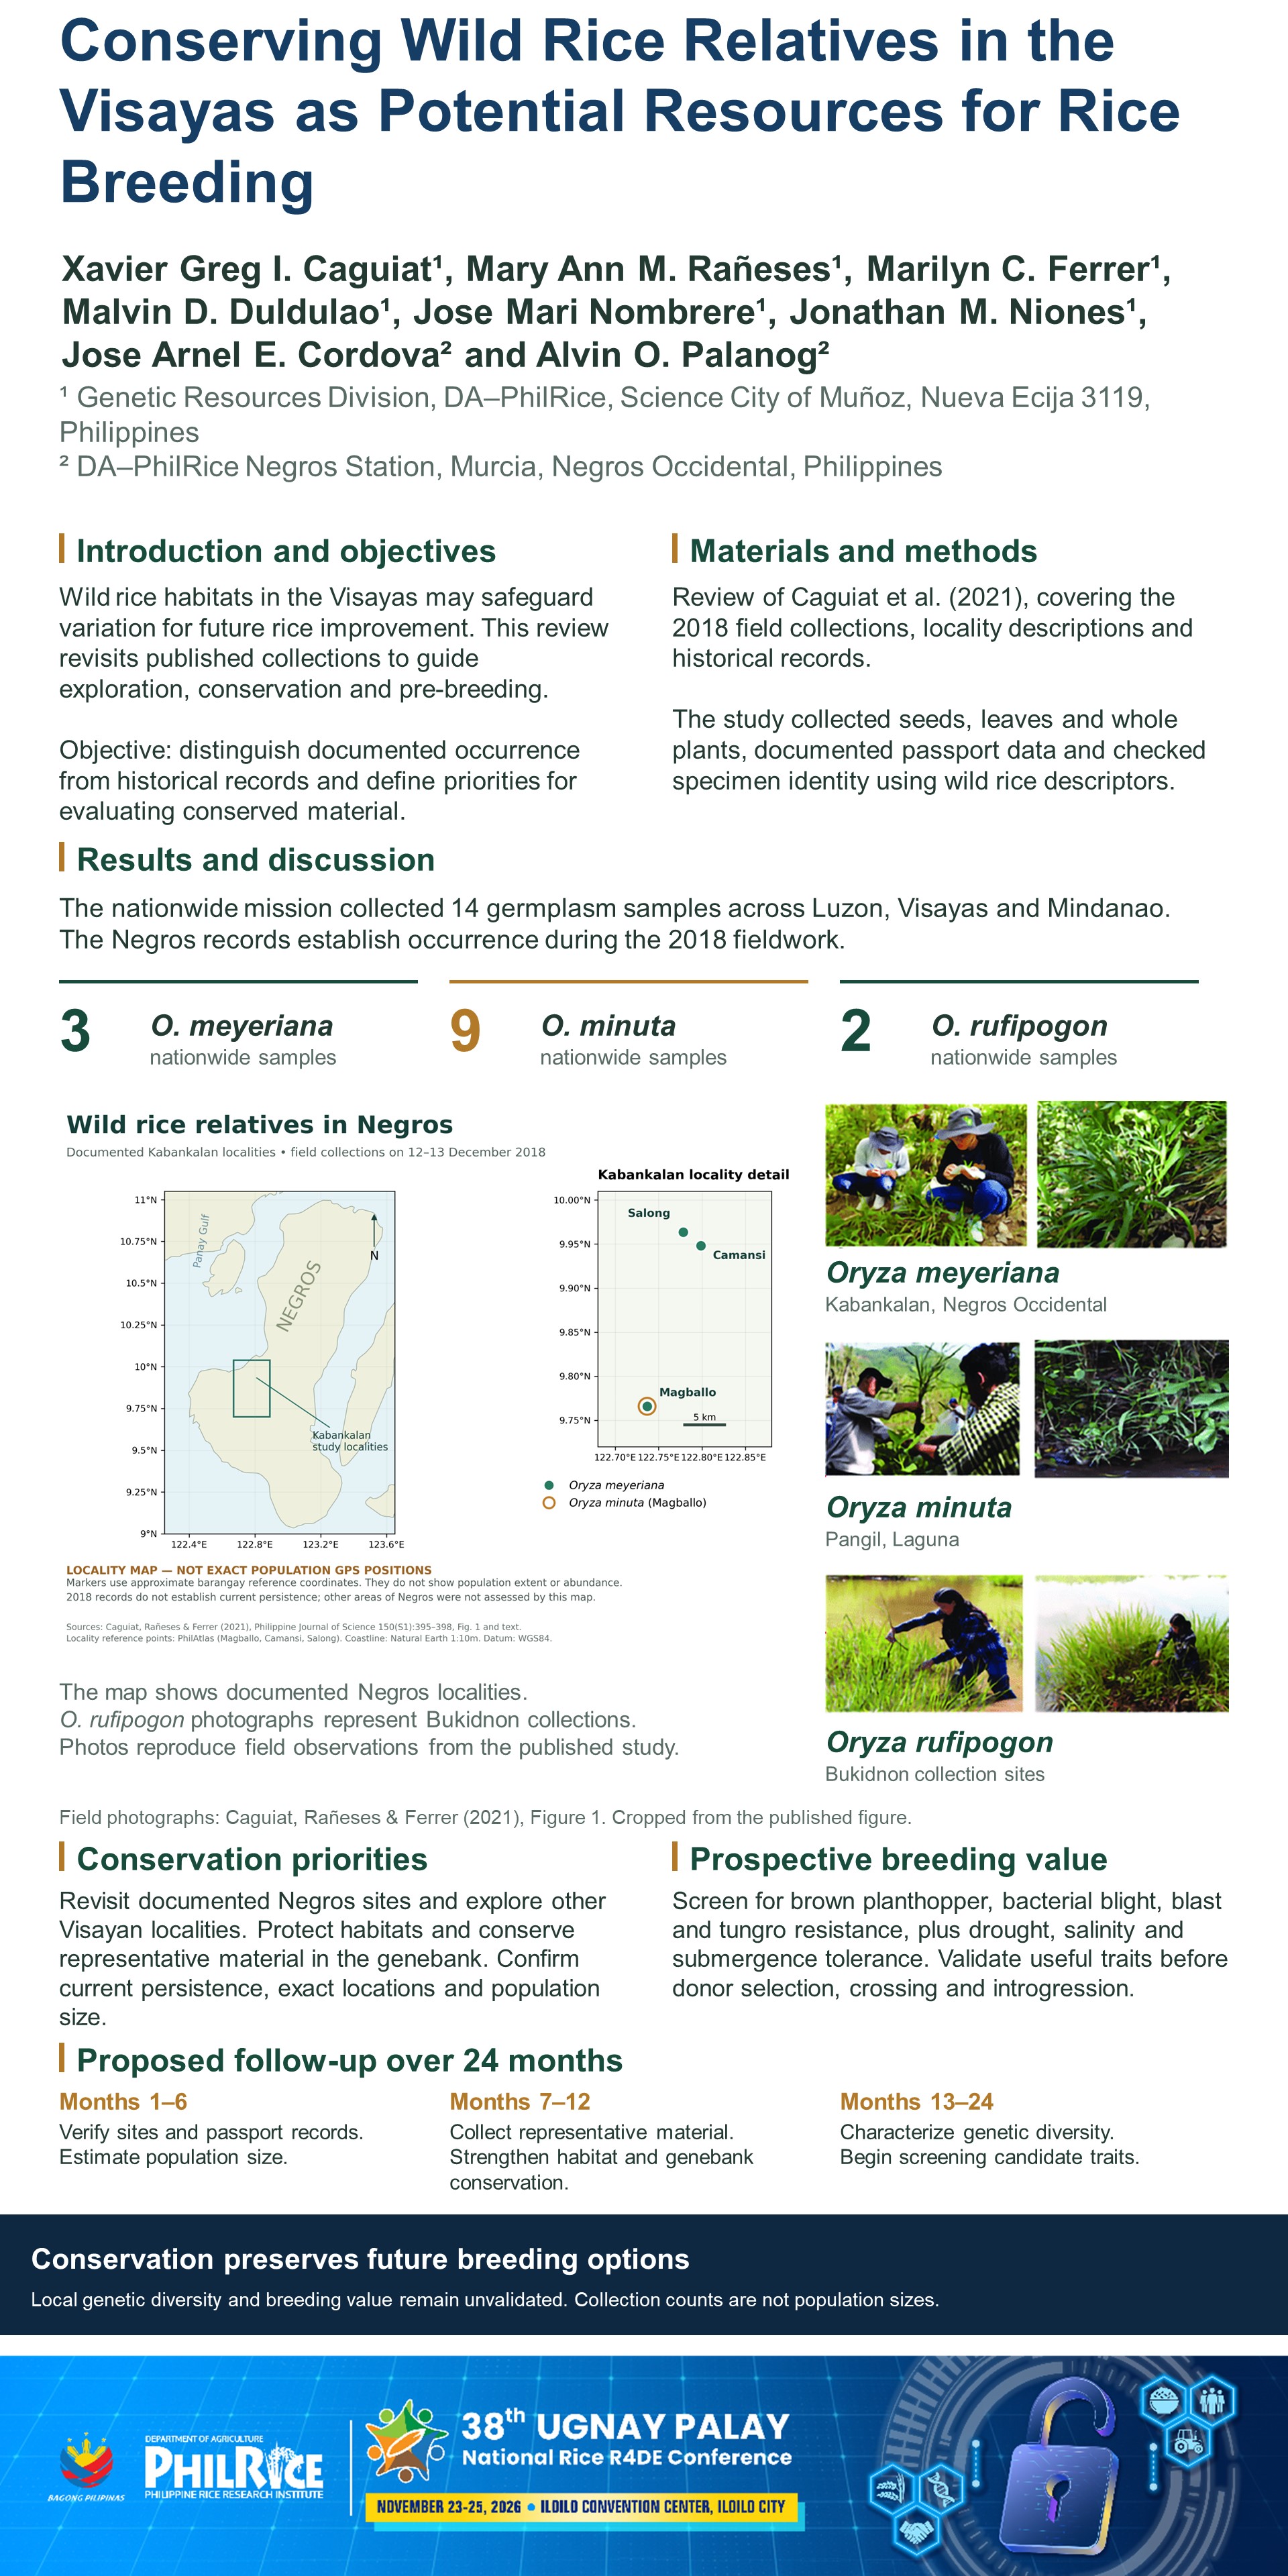 Conserving Wild Rice Relatives in the
Visayas as Potential Resources for Rice
Breeding
Xavier Greg I. Caguiat¹, Mary Ann M. Rañeses¹, Marilyn C. Ferrer¹,
Malvin D. Duldulao¹, Jose Mari Nombrere¹, Jonathan M. Niones¹,
Jose Arnel E. Cordova² and Alvin O. Palanog²
¹ Genetic Resources Division, DA–PhilRice, Science City of Muñoz, Nueva Ecija 3119,
Philippines
² DA–PhilRice Negros Station, Murcia, Negros Occidental, Philippines
Introduction and objectives
Wild rice habitats in the Visayas may safeguard
variation for future rice improvement. This review
revisits published collections to guide
exploration, conservation and pre-breeding.
Objective: distinguish documented occurrence
from historical records and define priorities for
evaluating conserved material.
Materials and methods
Review of Caguiat et al. (2021), covering the
2018 field collections, locality descriptions and
historical records.
The study collected seeds, leaves and whole
plants, documented passport data and checked
specimen identity using wild rice descriptors.
Results and discussion
The nationwide mission collected 14 germplasm samples across Luzon, Visayas and Mindanao.
The Negros records establish occurrence during the 2018 fieldwork.
3
O. meyeriana
nationwide samples
9
O. minuta
nationwide samples
2
O. rufipogon
nationwide samples
Wild rice relatives in Negros
Documented Kabankalan localities • field collections on 12–13 December 2018
11°N
10.75°N
10.5°N
10.25°N
10°N
9.75°N
9.5°N
9.25°N
9°N
122.4°E
122.8°E
123.2°E
123.6°E
Panay Gulf
NEGROS
N
Kabankalan
study localities
Kabankalan locality detail
10.00°N
9.95°N
9.90°N
9.85°N
9.80°N
9.75°N
122.70°E
122.75°E
122.80°E
122.85°E
Salong
Camansi
Magballo
5 km
Oryza meyeriana
Oryza minuta (Magballo)
LOCALITY MAP — NOT EXACT POPULATION GPS POSITIONS
Markers use approximate barangay reference coordinates. They do not show population extent or abundance.
2018 records do not establish current persistence; other areas of Negros were not assessed by this map.
Sources: Caguiat, Rañeses & Ferrer (2021), Philippine Journal of Science 150(S1):395–398, Fig. 1 and text.
Locality reference points: PhilAtlas (Magballo, Camansi, Salong). Coastline: Natural Earth 1:10m. Datum: WGS84.
The map shows documented Negros localities.
O. rufipogon photographs represent Bukidnon collections.
Photos reproduce field observations from the published study.
Oryza meyeriana
Kabankalan, Negros Occidental
Oryza minuta
Pangil, Laguna
Oryza rufipogon
Bukidnon collection sites
Field photographs: Caguiat, Rañeses & Ferrer (2021), Figure 1. Cropped from the published figure.
Conservation priorities
Revisit documented Negros sites and explore other
Visayan localities. Protect habitats and conserve
representative material in the genebank. Confirm
current persistence, exact locations and population
size.
Prospective breeding value
Screen for brown planthopper, bacterial blight, blast
and tungro resistance, plus drought, salinity and
submergence tolerance. Validate useful traits before
donor selection, crossing and introgression.
Proposed follow-up over 24 months
Months 1–6
Verify sites and passport records.
Estimate population size.
Months 7–12
Collect representative material.
Strengthen habitat and genebank
conservation.
Months 13–24
Characterize genetic diversity.
Begin screening candidate traits.
Conservation preserves future breeding options
Local genetic diversity and breeding value remain unvalidated. Collection counts are not population sizes.
BAGONG PILIPINAS
DEPARTMENT OF AGRICULTURE
PHILRICE
PHILIPPINE RICE RESEARCH INSTITUTE
38th UGNAY PALAY
National Rice R4DE Conference
NOVEMBER 23-25, 2026 • ILOILO CONVENTION CENTER, ILOILO CITY